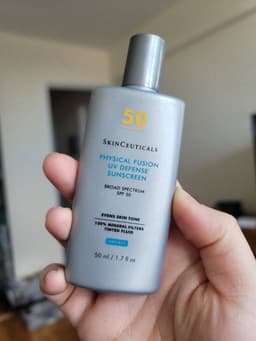 50
SKINCEUTICALS
PHYSICAL FUSION
UV DEFENSE
SUNSCREEN
BROAD SPECTRUM
SPF 50
EVENS SKIN TONE
100% MINERAL FILTERS
TINTED FLUID
50 ml / 1.7 fl oz